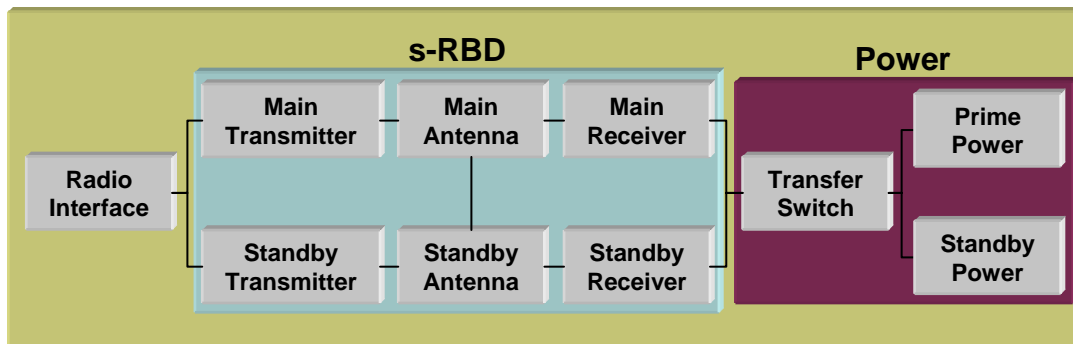 s-RBD
Power
Main
Transmitter
Main
Antenna
Main
Receiver
Prime
Power
Radio
Interface
Transfer
Switch
Standby
Transmitter
Standby
Antenna
Standby
Receiver
Standby
Power